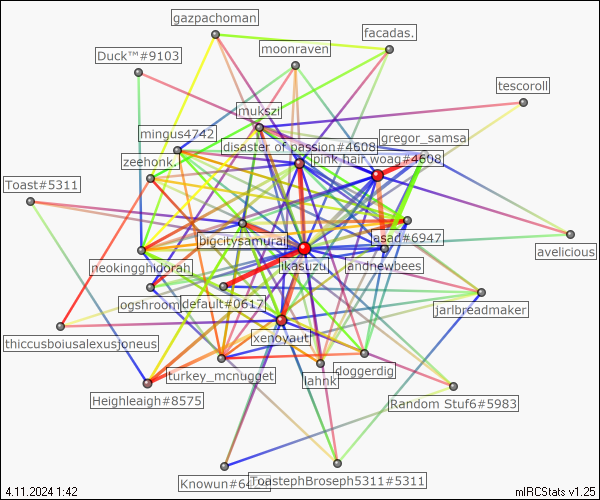 gazpachoman
facadas.
moonraven
Duck™#9103
tescoroll
mukszi
mingus4742
gregor_samsa
disaster of passion#4608
zeehonk.
pink hair woag#4608
Toast#5311
asad#6947
bigcitysamurai
avelicious
neokingghidorah
ikasuzu
andnewbees
ogshroom
default#0617
jarlbreadmaker
xenoyaut
thiccusboiusalexusjoneus
doggerdig
turkey_mcnugget
lahnk
Heighleaigh#8575
Random Stuf6#5983
ToastephBroseph5311#5311
4.11.2024 1:42
mIRCStats v1.25